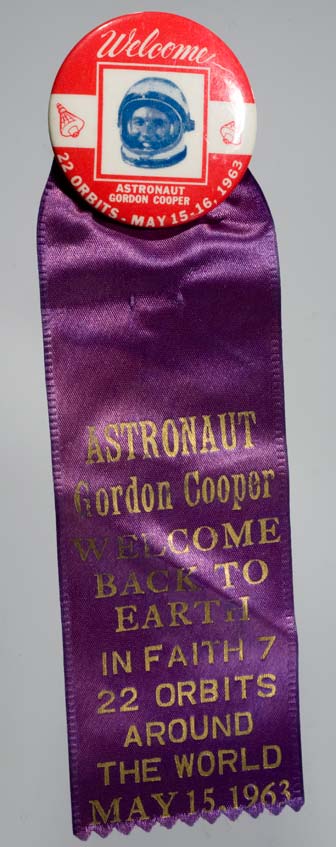 Welcome
ASTRONAUT
GORDON COOPER
22 ORBITS - MAY 15-16, 1963
ASTRONAUT
Gordon Cooper
WELCOME
BACK TO
EARTH
IN FAITH 7
22 ORBITS
AROUND
THE WORLD
MAY 15, 1963